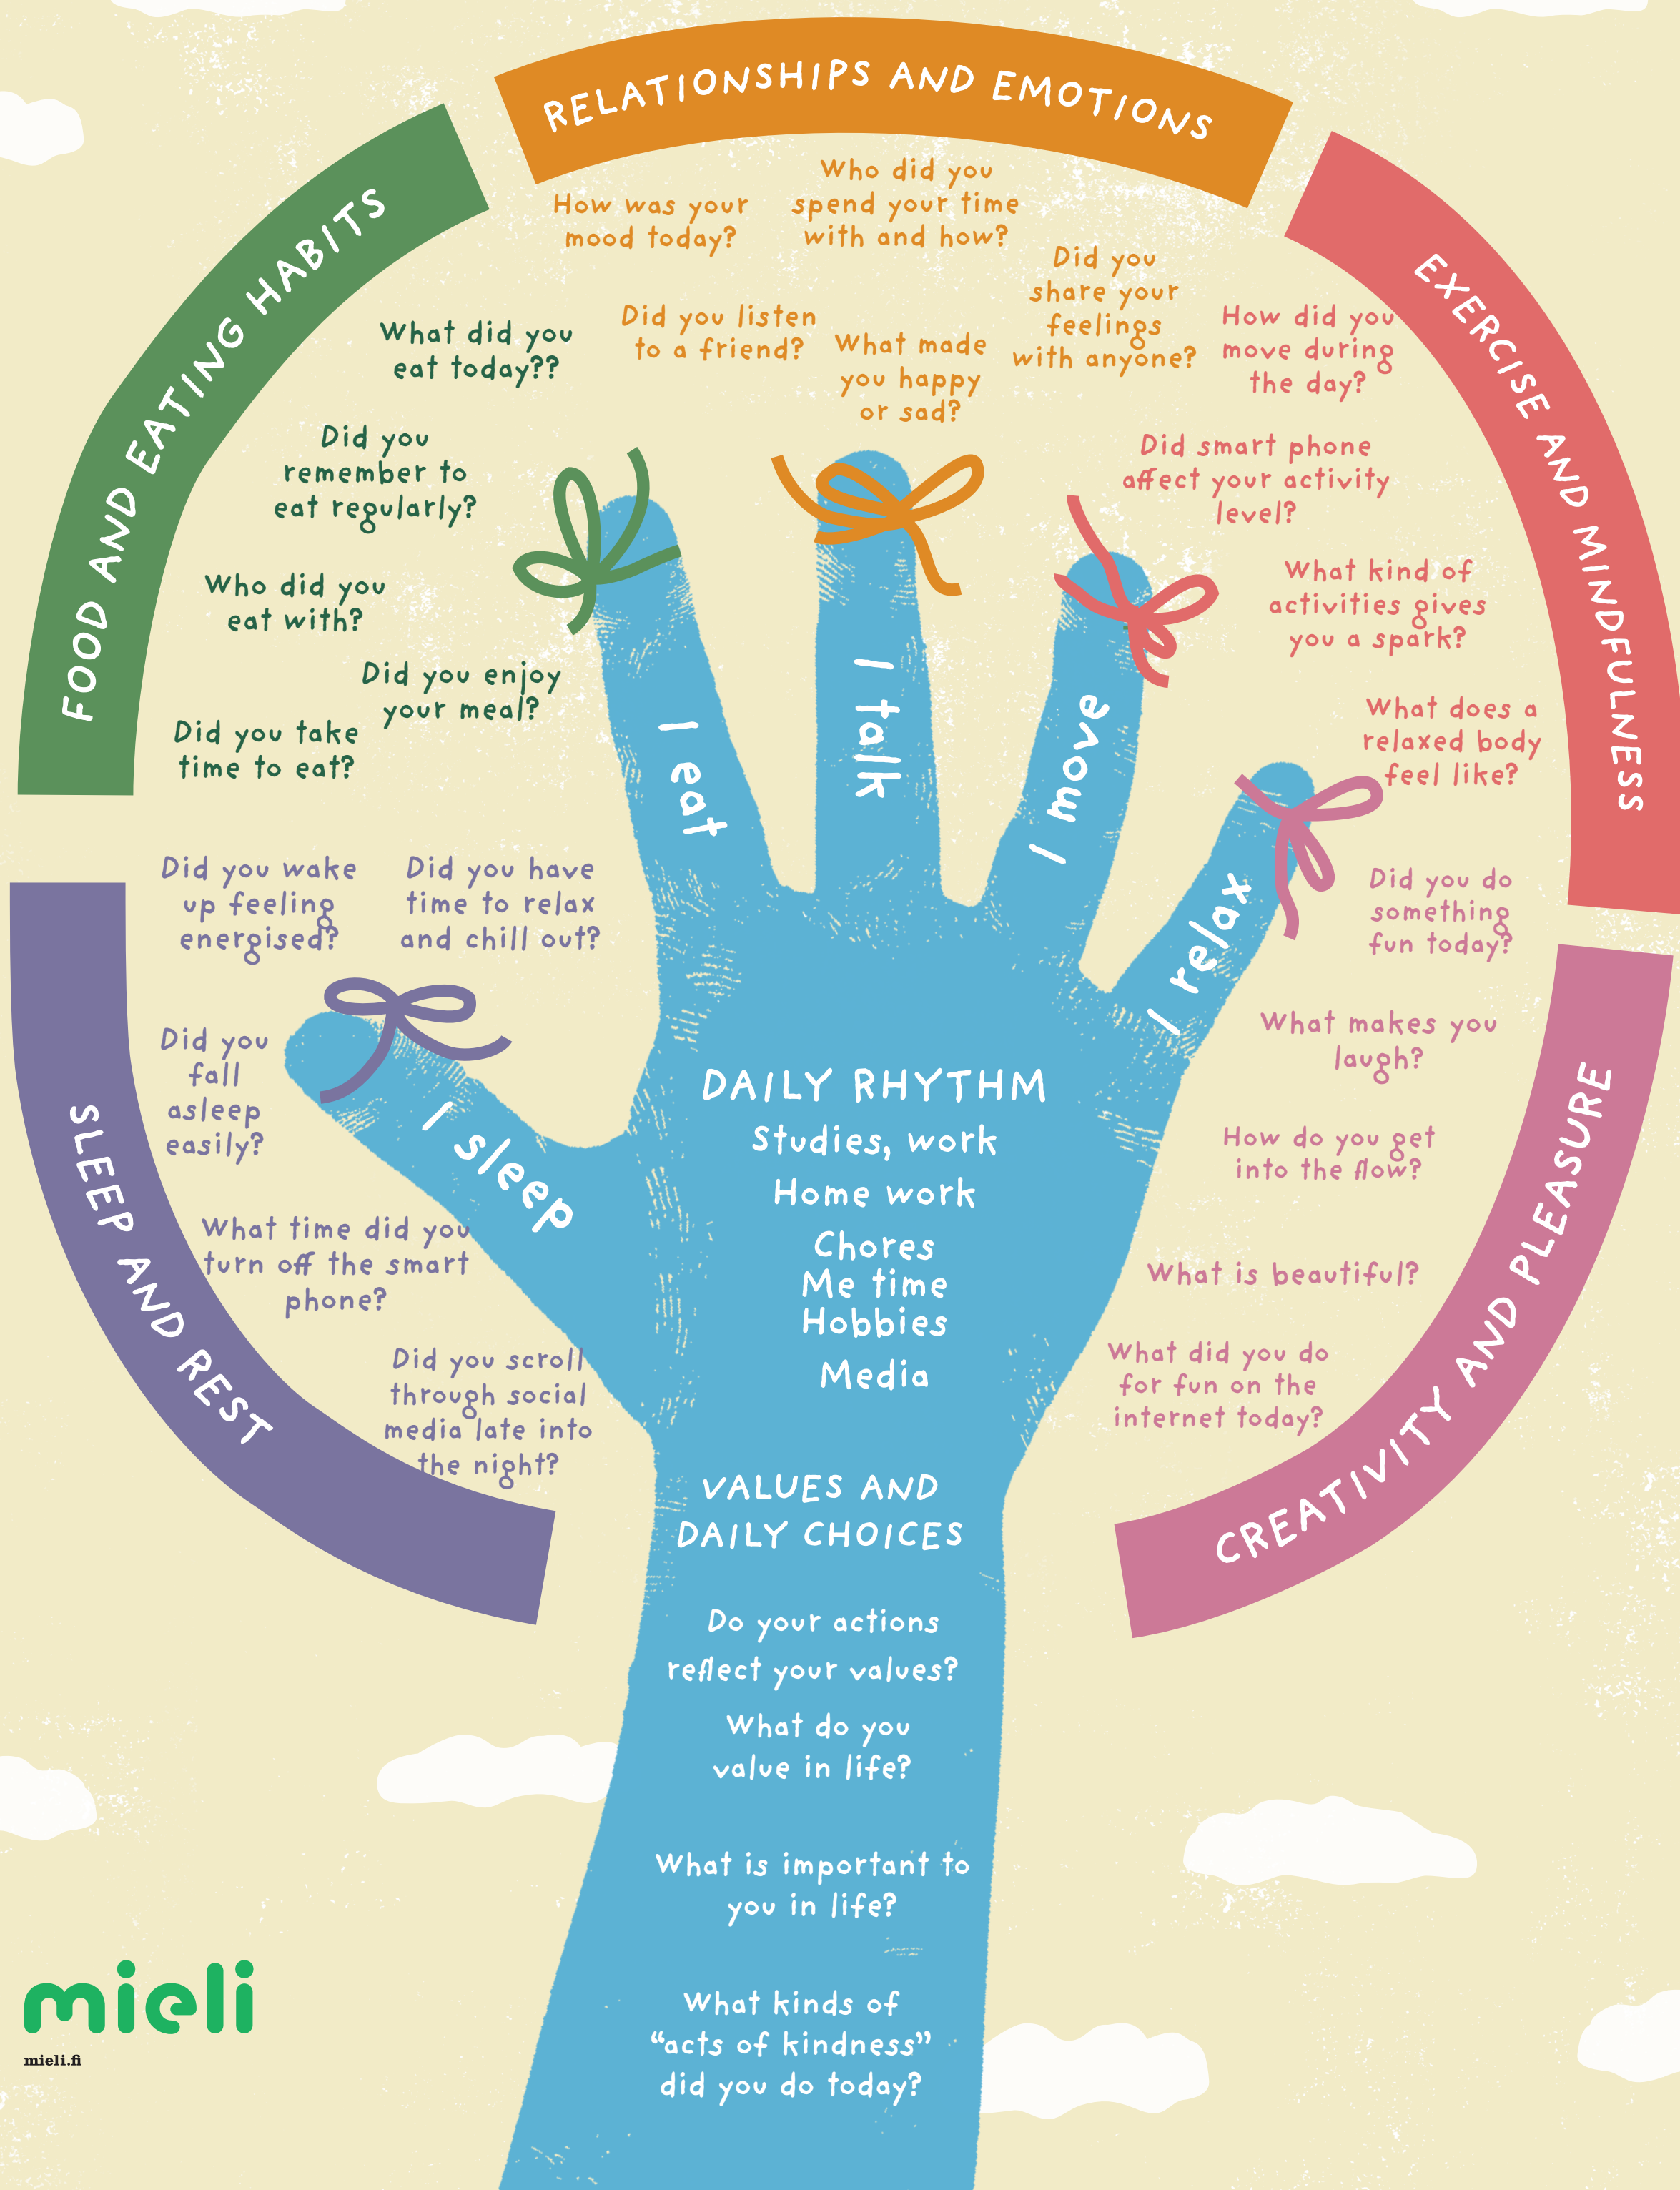 RELATIONSHIPS AND EMOTIONS
How was your
mood today?
Who did you
spend your time
with and how?
Did you listen
to a friend?
What made
you happy
or sad?
Did you
share your
feelings
with anyone?
FOOD AND EATING HABITS
What did you
eat today??
Did you
remember to
eat regularly?
Who did you
eat with?
Did you enjoy
your meal?
Did you take
time to eat?
EXERCISE AND MINDFULNESS
How did you
move during
the day?
Did smart phone
affect your activity
level?
What kind of
activities gives
you a spark?
What does a
relaxed body
feel like?
I eat
I talk
I move
I relax
I sleep
SLEEP AND REST
Did you wake
up feeling
energised?
Did you have
time to relax
and chill out?
Did you
fall
asleep
easily?
What time did you
turn off the smart
phone?
Did you scroll
through social
media late into
the night?
CREATIVITY AND PLEASURE
Did you do
something
fun today?
What makes you
laugh?
How do you get
into the flow?
What is beautiful?
What did you do
for fun on the
internet today?
DAILY RHYTHM
Studies, work
Home work
Chores
Me time
Hobbies
Media
VALUES AND
DAILY CHOICES
Do your actions
reflect your values?
What do you
value in life?
What is important to
you in life?
What kinds of
“acts of kindness”
did you do today?
mieli
mieli.fi